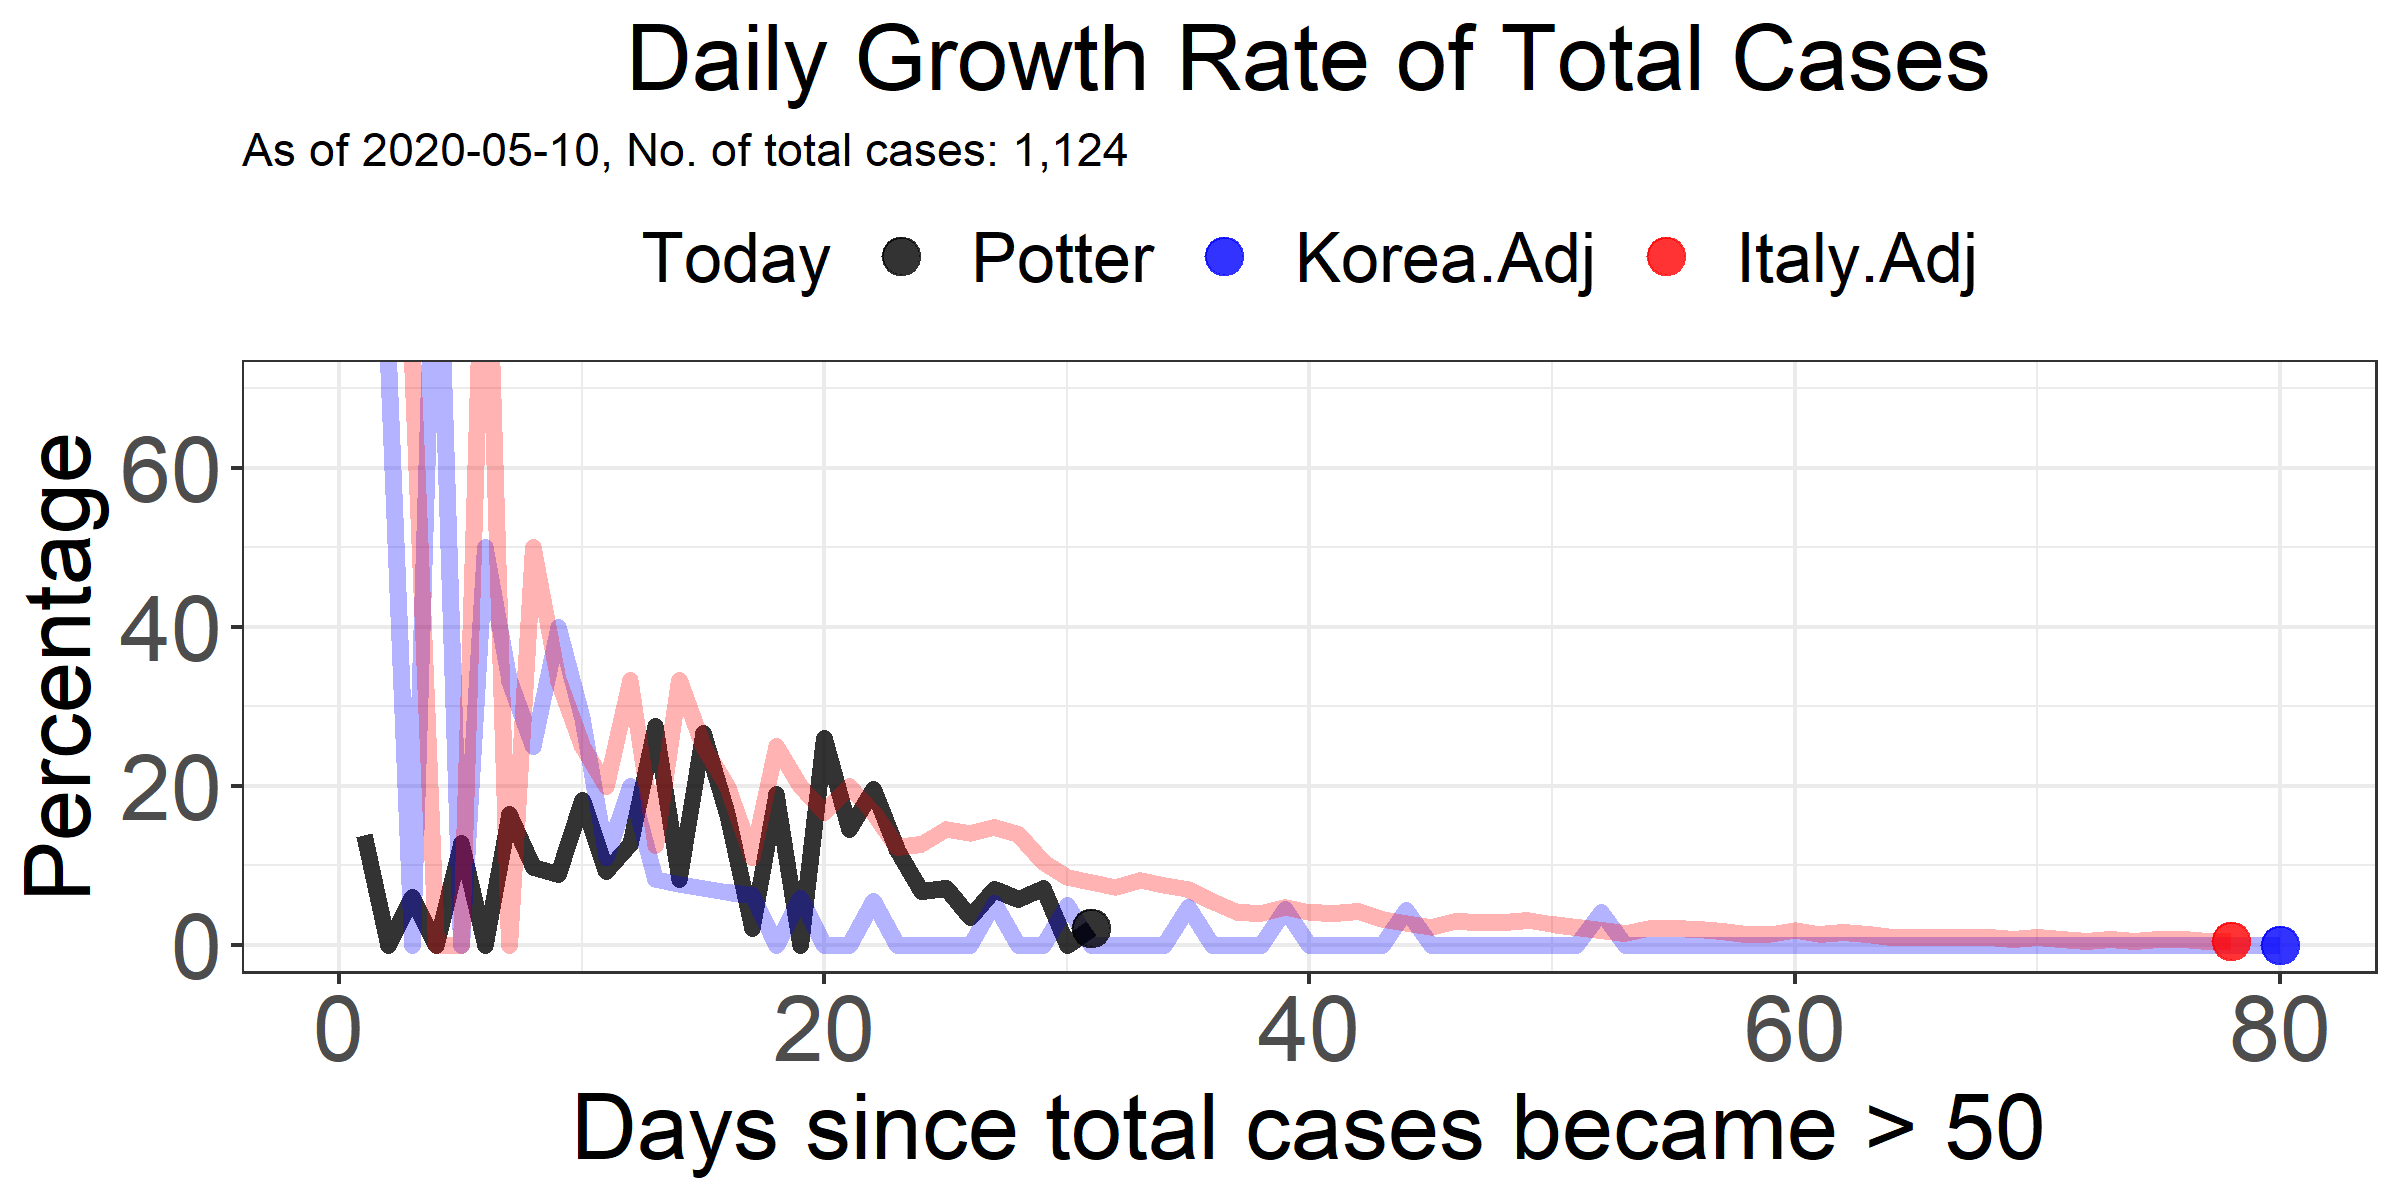 Daily Growth Rate of Total Cases
As of 2020-05-10, No. of total cases: 1,124
Today Potter Korea.Adj Italy.Adj
Percentage
60
40
20
0
0 20 40 60 80
Days since total cases became > 50